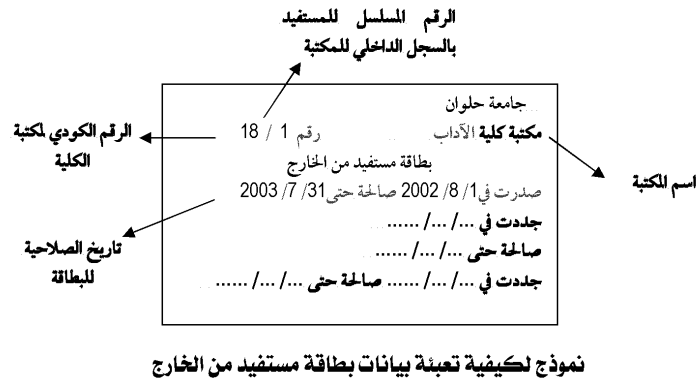 الرقم المسلسل للمستفيد
بالسجل الداخلي للمكتبة
جامعة حلوان
مكتبة كلية الآداب رقم 1 / 18
الرقم الكودي لمكتبة
الكلية
بطاقة مستفيد من الخارج
اسم المكتبة
صدرت في 1/ 8/ 2002 صالحة حتى 31/ 7/ 2003
جددت في .../ .../ ......
تاريخ الصلاحية
للبطاقة
صالحة حتى .../ .../ ......
جددت في .../ .../ ...... صالحة حتى .../ .../ ......
نموذج لكيفية تعبئة بيانات بطاقة مستفيد من الخارج